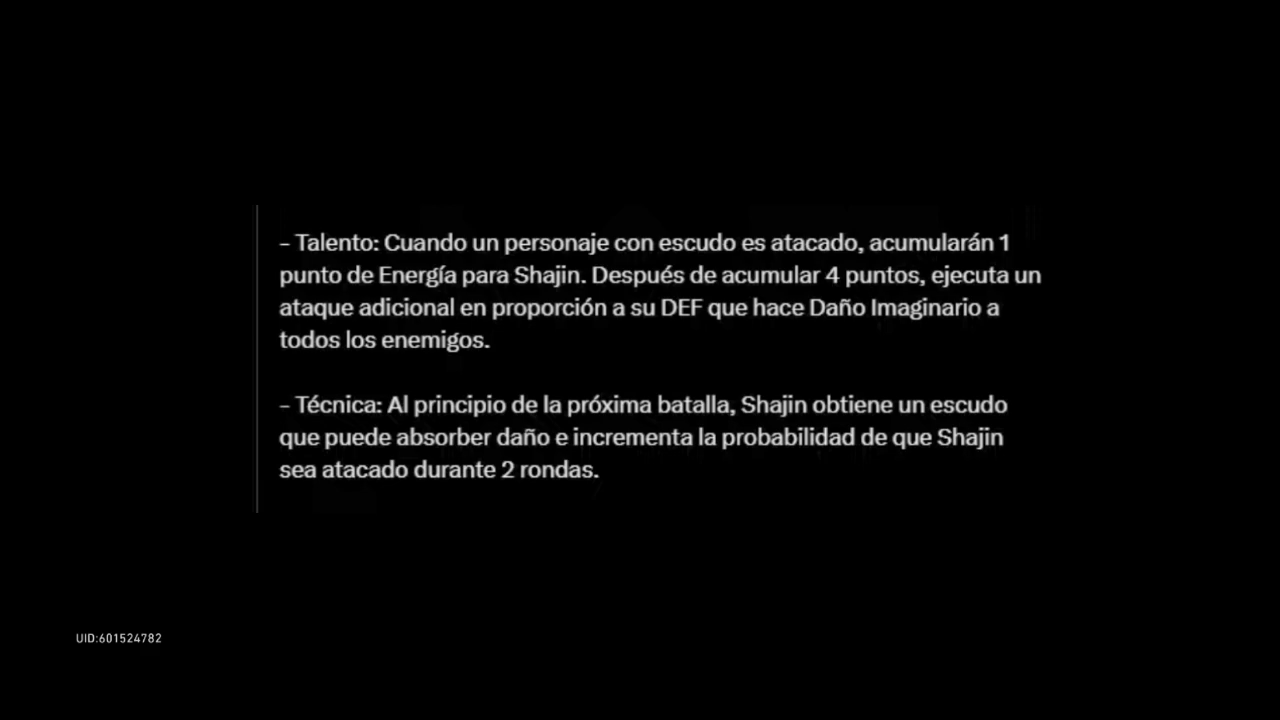 - Talento: Cuando un personaje con escudo es atacado, acumularán 1
punto de Energía para Shajin. Después de acumular 4 puntos, ejecuta un
ataque adicional en proporción a su DEF que hace Daño Imaginario a
todos los enemigos.
- Técnica: Al principio de la próxima batalla, Shajin obtiene un escudo
que puede absorber daño e incrementa la probabilidad de que Shajin
sea atacado durante 2 rondas.
UID:601524782